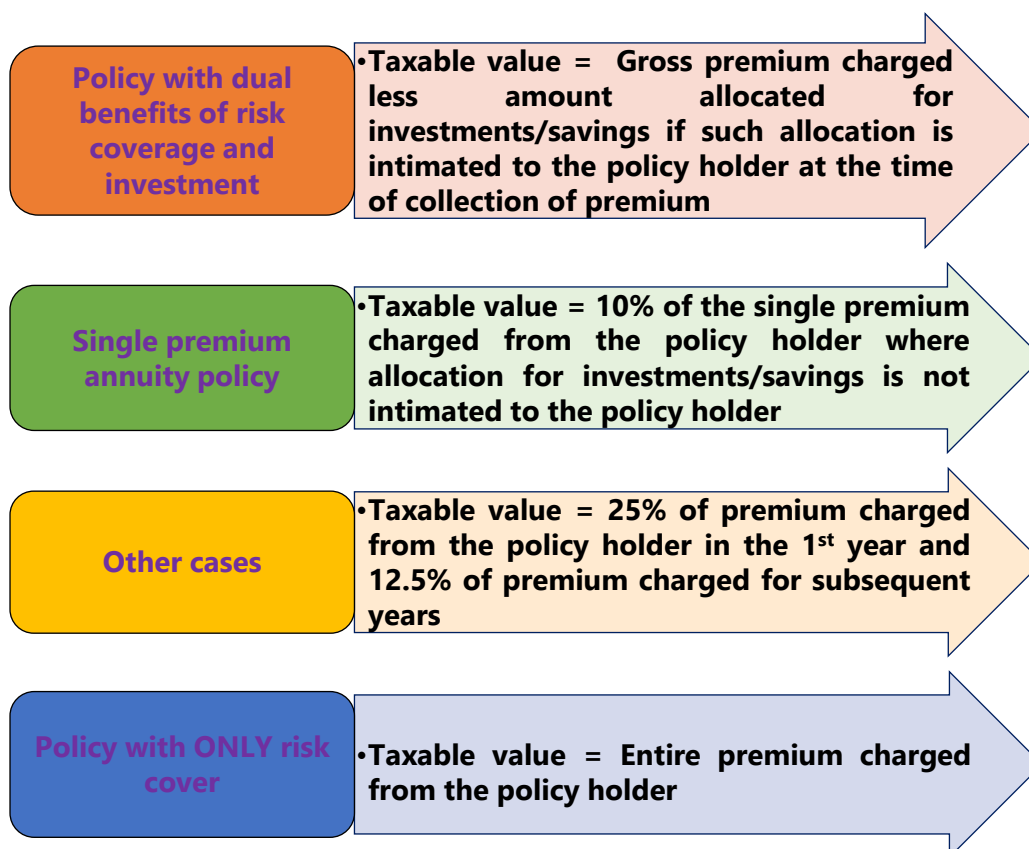 Policy with dual
benefits of risk
coverage and
investment
•Taxable value = Gross premium charged
less amount allocated for
investments/savings if such allocation is
intimated to the policy holder at the time
of collection of premium
Single premium
annuity policy
•Taxable value = 10% of the single premium
charged from the policy holder where
allocation for investments/savings is not
intimated to the policy holder
Other cases
•Taxable value = 25% of premium charged
from the policy holder in the 1st year and
12.5% of premium charged for subsequent
years
Policy with ONLY risk
cover
•Taxable value = Entire premium charged
from the policy holder